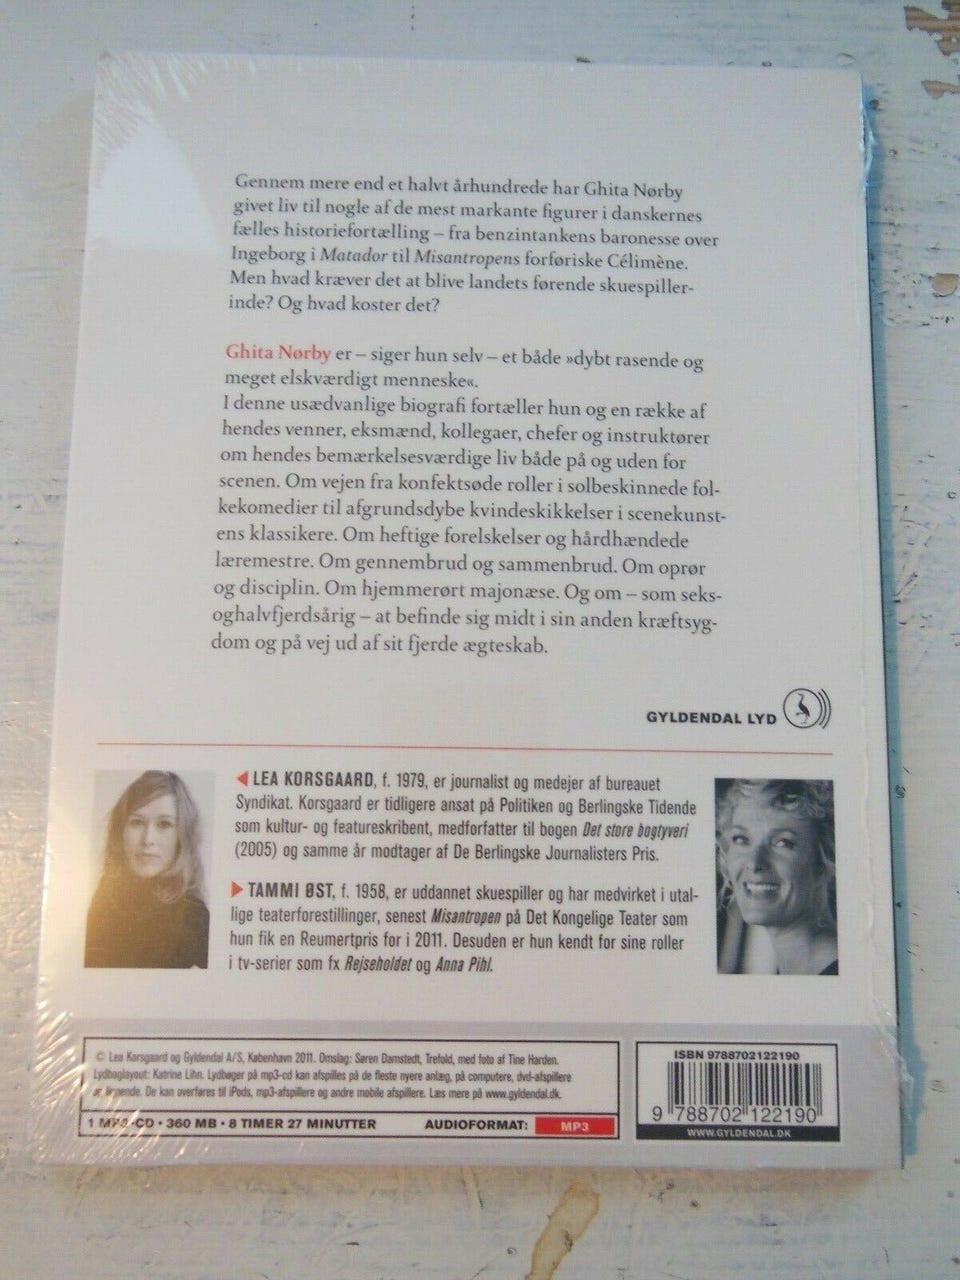 Gennem mere end et halvt århundrede har Ghita Nørby
givet liv til nogle af de mest markante figurer i danskernes
fælles historiefortælling – fra benzintankens baronesse over
Ingeborg i Matador til Misantropens forføriske Célimène.
Men hvad kræver det at blive landets førende skuespiller-
inde? Og hvad koster det?
Ghita Nørby er – siger hun selv – et både »dybt rasende og
meget elskværdigt menneske«.
I denne usædvanlige biografi fortæller hun og en række af
hendes venner, eksmænd, kollegaer, chefer og instruktører
om hendes bemærkelsesværdige liv både på og uden for
scenen. Om vejen fra konfektsøde roller i solbeskinnede fol-
kekomedier til afgrundsdybe kvindeskikkelser i scenekunst-
ens klassikere. Om heftige forelskelser og hårdhændede
læremestre. Om gennembrud og sammenbrud. Om oprør
og disciplin. Om hjemmerørt majonæse. Og om – som seks-
oghalvfjerdsårig – at befinde sig midt i sin anden kræftsyg-
dom og på vej ud af sit fjerde ægteskab.
GYLDENDAL LYD
LEA KORSGAARD, f. 1979, er journalist og medejer af bureauet
Syndikat. Korsgaard er tidligere ansat på Politiken og Berlingske Tidende
som kultur- og featureskribent, medforfatter til bogen Det store bogtyveri
(2005) og samme år modtager af De Berlingske Journalisters Pris.
TAMMI ØST, f. 1958, er uddannet skuespiller og har medvirket i utal-
lige teaterforestillinger, senest Misantropen på Det Kongelige Teater som
hun fik en Reumertpris for i 2011. Desuden er hun kendt for sine roller
i tv-serier som fx Rejseholdet og Anna Pihl.
© Lea Korsgaard og Gyldendal A/S, København 2011. Omslag: Søren Damstedt, Trefold, med foto af Tine Harden.
Lydboglayout: Katrine Lihn. Lydbøger på mp3-cd kan afspilles på de fleste nyere anlæg, på computere, dvd-afspillere
og lignende. De kan overføres til iPods, mp3-afspillere og andre mobile afspillere. Læs mere på www.gyldendal.dk.
1 MP3-CD • 360 MB • 8 TIMER 27 MINUTTER AUDIOFORMAT: MP3
ISBN 9788702122190
9 788702 122190
WWW.GYLDENDAL.DK